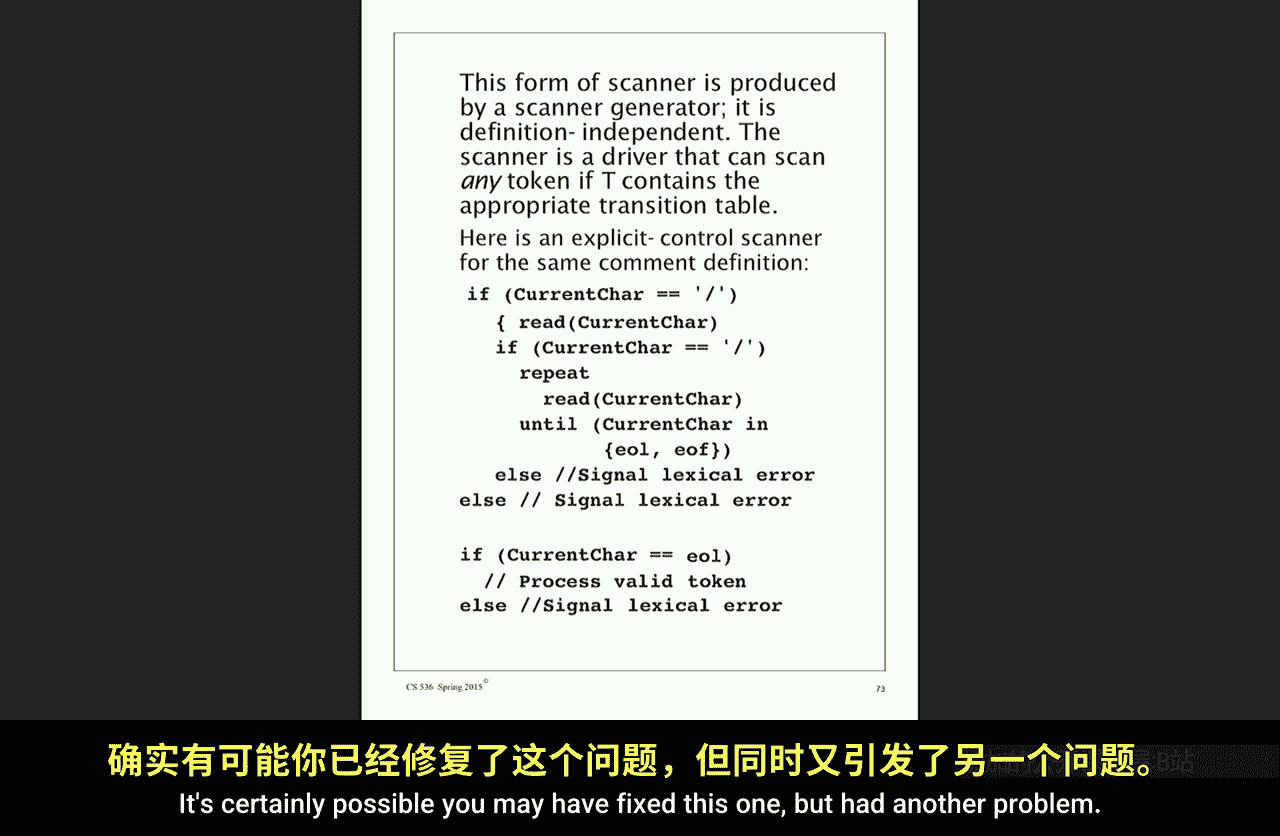 This form of scanner is produced
by a scanner generator; it is
definition- independent. The
scanner is a driver that can scan
any token if T contains the
appropriate transition table.
Here is an explicit- control scanner
for the same comment definition:
if (CurrentChar == '/')
{ read(CurrentChar)
if (CurrentChar == '/')
repeat
read(CurrentChar)
until (CurrentChar in
{eol, eof})
else //Signal lexical error
else // Signal lexical error
if (CurrentChar == eol)
// Process valid token
else //Signal lexical error
CS 536 Spring 2015©
73
确实有可能你已经修复了这个问题，但同时又引发了另一个问题。
B站
It's certainly possible you may have fixed this one, but had another problem.